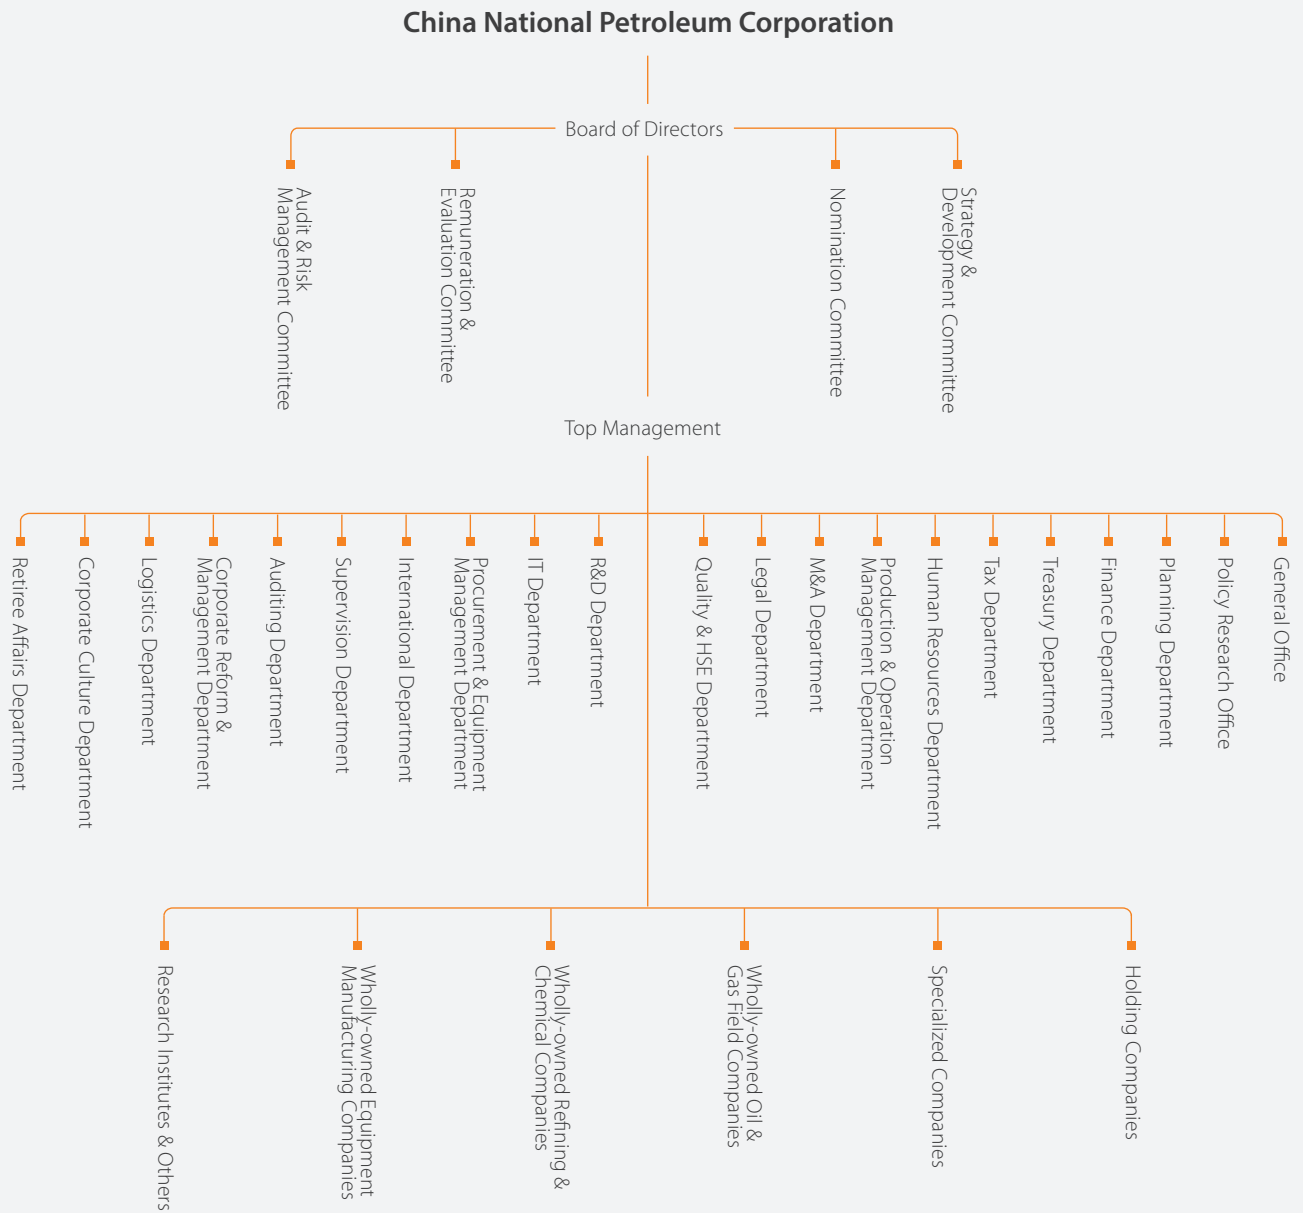 China National Petroleum Corporation
Board of Directors
Audit & Risk
Management Committee
Remuneration &
Evaluation Committee
Nomination Committee
Strategy &
Development Committee
Top Management
Retiree Affairs Department
Corporate Culture Department
Logistics Department
Corporate Reform &
Management Department
Auditing Department
Supervision Department
International Department
Procurement & Equipment
Management Department
IT Department
R&D Department
Quality & HSE Department
Legal Department
M&A Department
Production & Operation
Management Department
Human Resources Department
Tax Department
Treasury Department
Finance Department
Planning Department
Policy Research Office
General Office
Research Institutes & Others
Wholly-owned Equipment
Manufacturing Companies
Wholly-owned Refining &
Chemical Companies
Wholly-owned Oil &
Gas Field Companies
Specialized Companies
Holding Companies